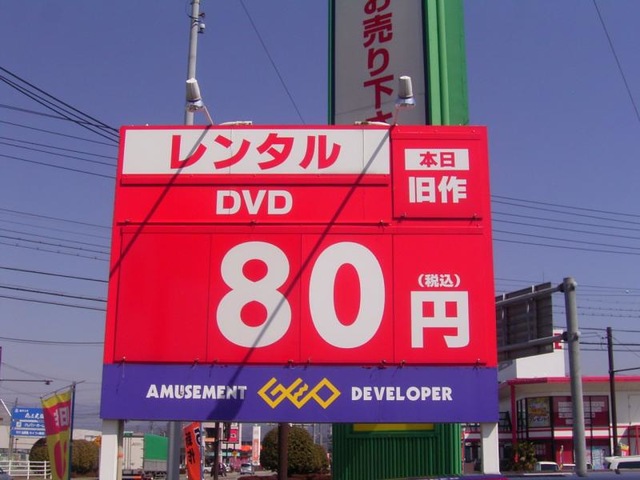 お売り下さ
レンタル
本日
旧作
DVD
80
(税込)
円
AMUSEMENT GEO DEVELOPER